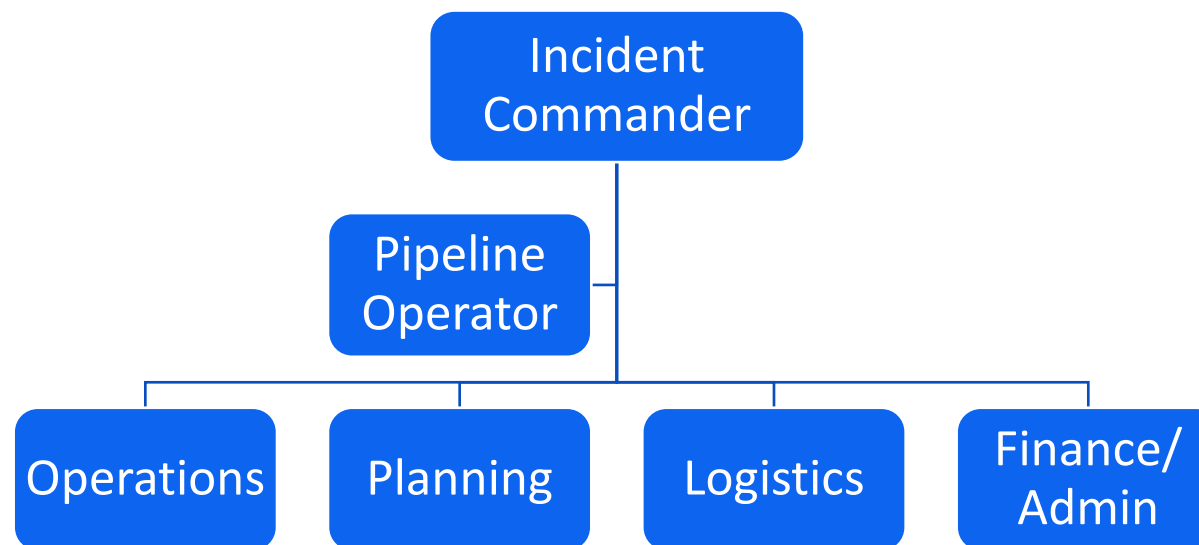 Incident
Commander
Pipeline
Operator
Operations
Planning
Logistics
Finance/
Admin